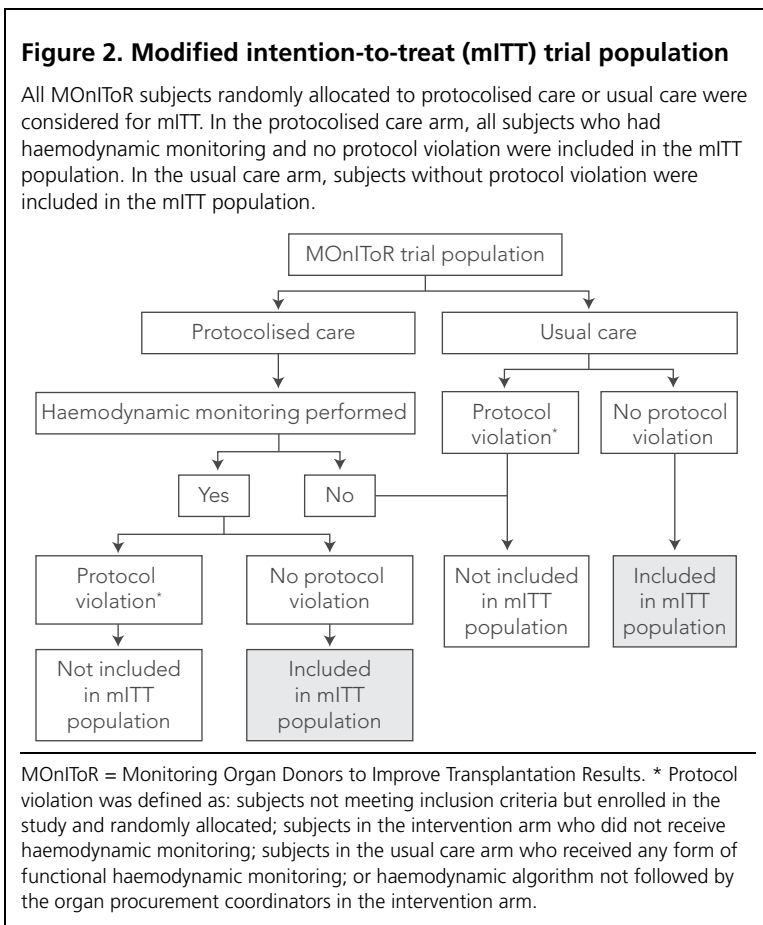 Figure 2. Modified intention-to-treat (mITT) trial population
All MOnIToR subjects randomly allocated to protocolised care or usual care were
considered for mITT. In the protocolised care arm, all subjects who had
haemodynamic monitoring and no protocol violation were included in the mITT
population. In the usual care arm, subjects without protocol violation were
included in the mITT population.
MOnIToR trial population
Protocolised care
Usual care
Haemodynamic monitoring performed
Protocol
violation*
No protocol
violation
Yes
No
Protocol
violation*
No protocol
violation
Not included
in mITT
population
Included
in mITT
population
Not included
in mITT
population
Included
in mITT
population
MOnIToR = Monitoring Organ Donors to Improve Transplantation Results. * Protocol
violation was defined as: subjects not meeting inclusion criteria but enrolled in the
study and randomly allocated; subjects in the intervention arm who did not receive
haemodynamic monitoring; subjects in the usual care arm who received any form of
functional haemodynamic monitoring; or haemodynamic algorithm not followed by
the organ procurement coordinators in the intervention arm.